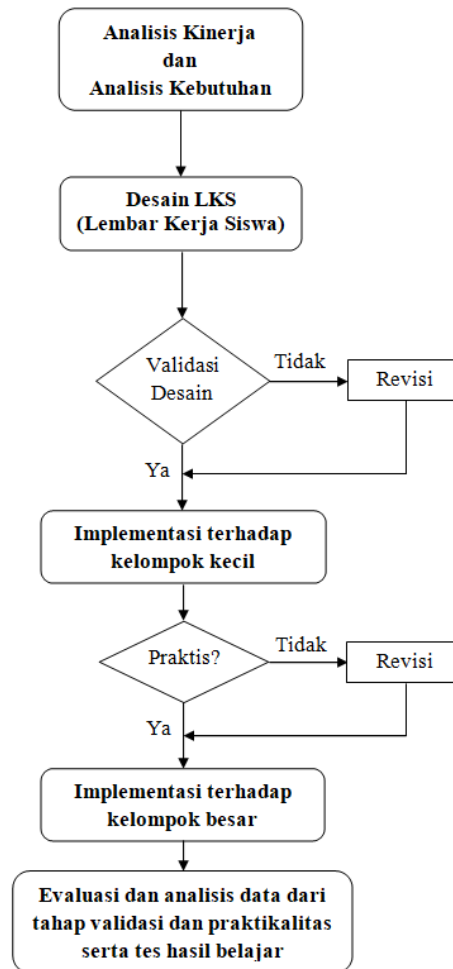 Analisis Kinerja
dan
Analisis Kebutuhan
Desain LKS
(Lembar Kerja Siswa)
Validasi
Desain
Tidak
Revisi
Ya
Implementasi terhadap
kelompok kecil
Praktis?
Tidak
Revisi
Ya
Implementasi terhadap
kelompok besar
Evaluasi dan analisis data dari
tahap validasi dan praktikalitas
serta tes hasil belajar